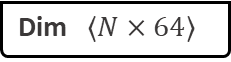 Dim ⟨𝑁 × 64⟩